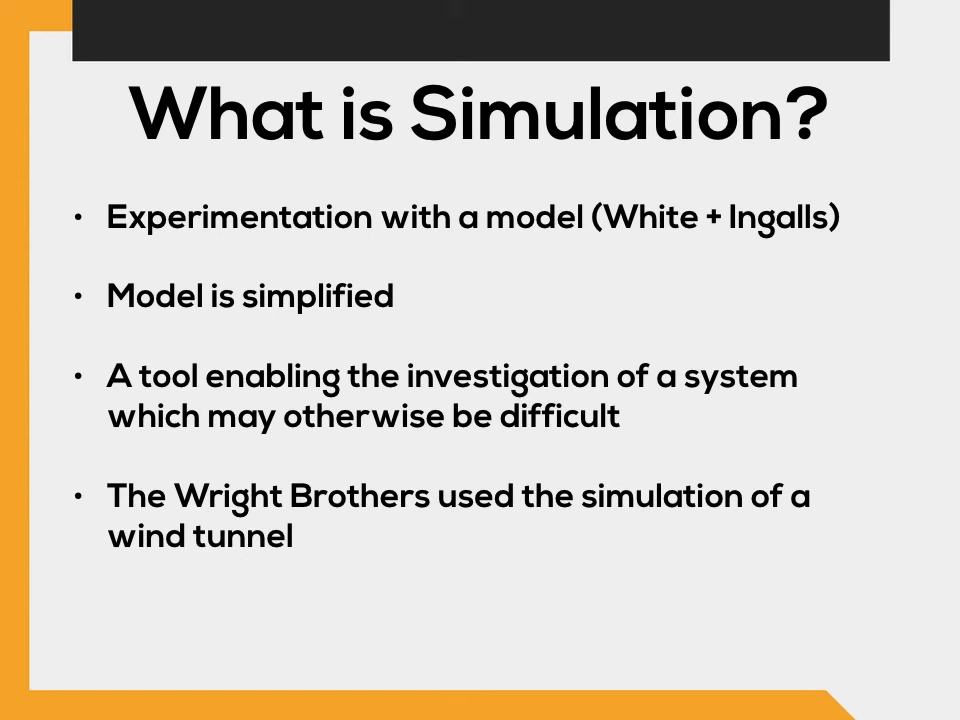 What is Simulation?
• Experimentation with a model (White + Ingalls)
• Model is simplified
• A tool enabling the investigation of a system
which may otherwise be difficult
• The Wright Brothers used the simulation of a
wind tunnel